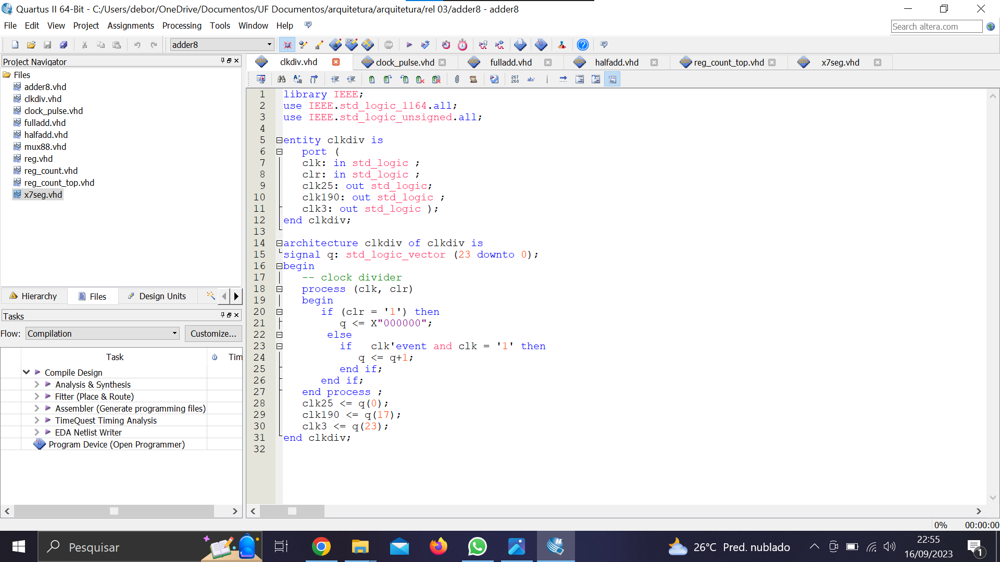 Quartus II 64-Bit - C:/Users/debor/OneDrive/Documentos/UF Documentos/arquitetura/arquitetura/rel 03/adder8 - adder8
File Edit View Project Assignments Processing Tools Window Help
Search altera.com
adder8
STOP
Project Navigator
clkdiv.vhd clock_pulse.vhd fulladd.vhd halfadd.vhd reg_count_top.vhd x7seg.vhd
Files
adder8.vhd
clkdiv.vhd
clock_pulse.vhd
fulladd.vhd
halfadd.vhd
mux88.vhd
reg.vhd
reg_count.vhd
reg_count_top.vhd
x7seg.vhd
Hierarchy Files Design Units
Tasks
Flow: Compilation Customize...
Task Tim
Compile Design
Analysis & Synthesis
Fitter (Place & Route)
Assembler (Generate programming files)
TimeQuest Timing Analysis
EDA Netlist Writer
Program Device (Open Programmer)
267
268
ab/
1 library IEEE;
2 use IEEE.std_logic_1164.all;
3 use IEEE.std_logic_unsigned.all;
4
5 entity clkdiv is
6 port (
7 clk: in std_logic ;
8 clr: in std_logic ;
9 clk25: out std_logic;
10 clk190: out std_logic ;
11 clk3: out std_logic );
12 end clkdiv;
13
14 architecture clkdiv of clkdiv is
15 signal q: std_logic_vector (23 downto 0);
16 begin
17 -- clock divider
18 process (clk, clr)
19 begin
20 if (clr = '1') then
21 q <= X"000000";
22 else
23 if clk'event and clk = '1' then
24 q <= q+1;
25 end if;
26 end if;
27 end process ;
28 clk25 <= q(0);
29 clk190 <= q(17);
30 clk3 <= q(23);
31 end clkdiv;
32
0% 00:00:00
Pesquisar
26°C Pred. nublado
22:55
16/09/2023
1